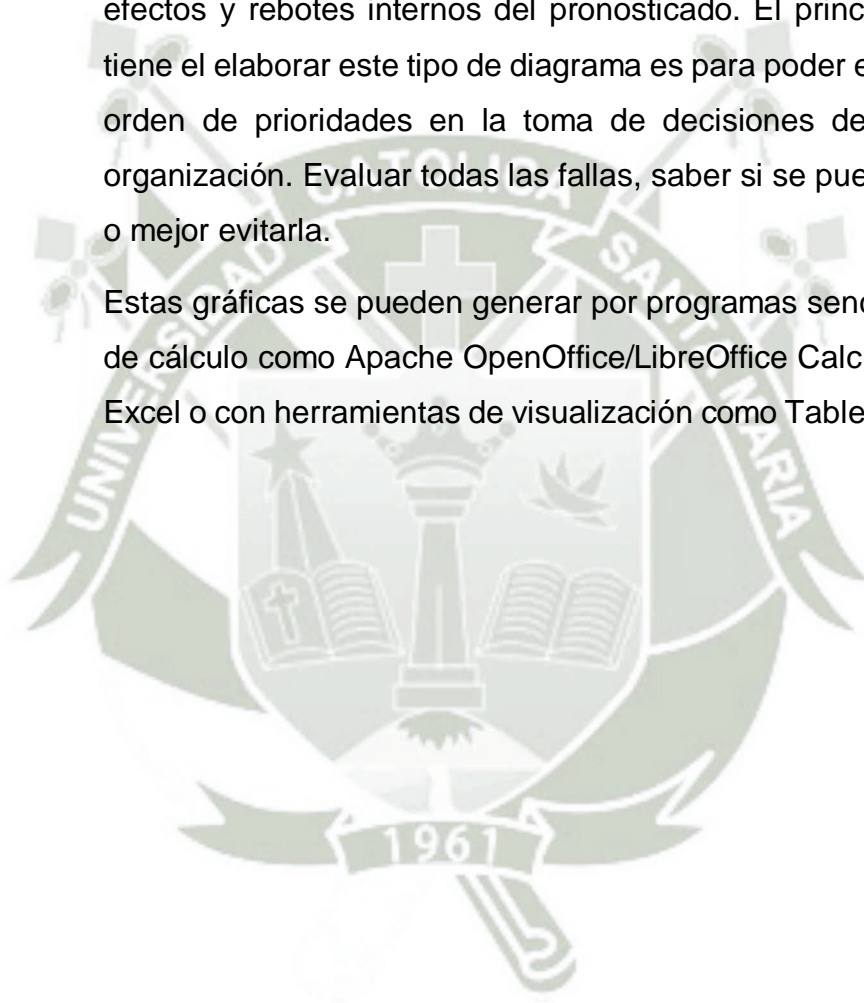 efectos y rebotes internos del pronosticado. El princ
tiene el elaborar este tipo de diagrama es para poder e
orden de prioridades en la toma de decisiones de
organización. Evaluar todas las fallas, saber si se pue
o mejor evitarla.
Estas gráficas se pueden generar por programas senc
de cálculo como Apache OpenOffice/LibreOffice Calc
Excel o con herramientas de visualización como Table
UNIVERSIDAD CATOLICA SANTA MARIA
1961